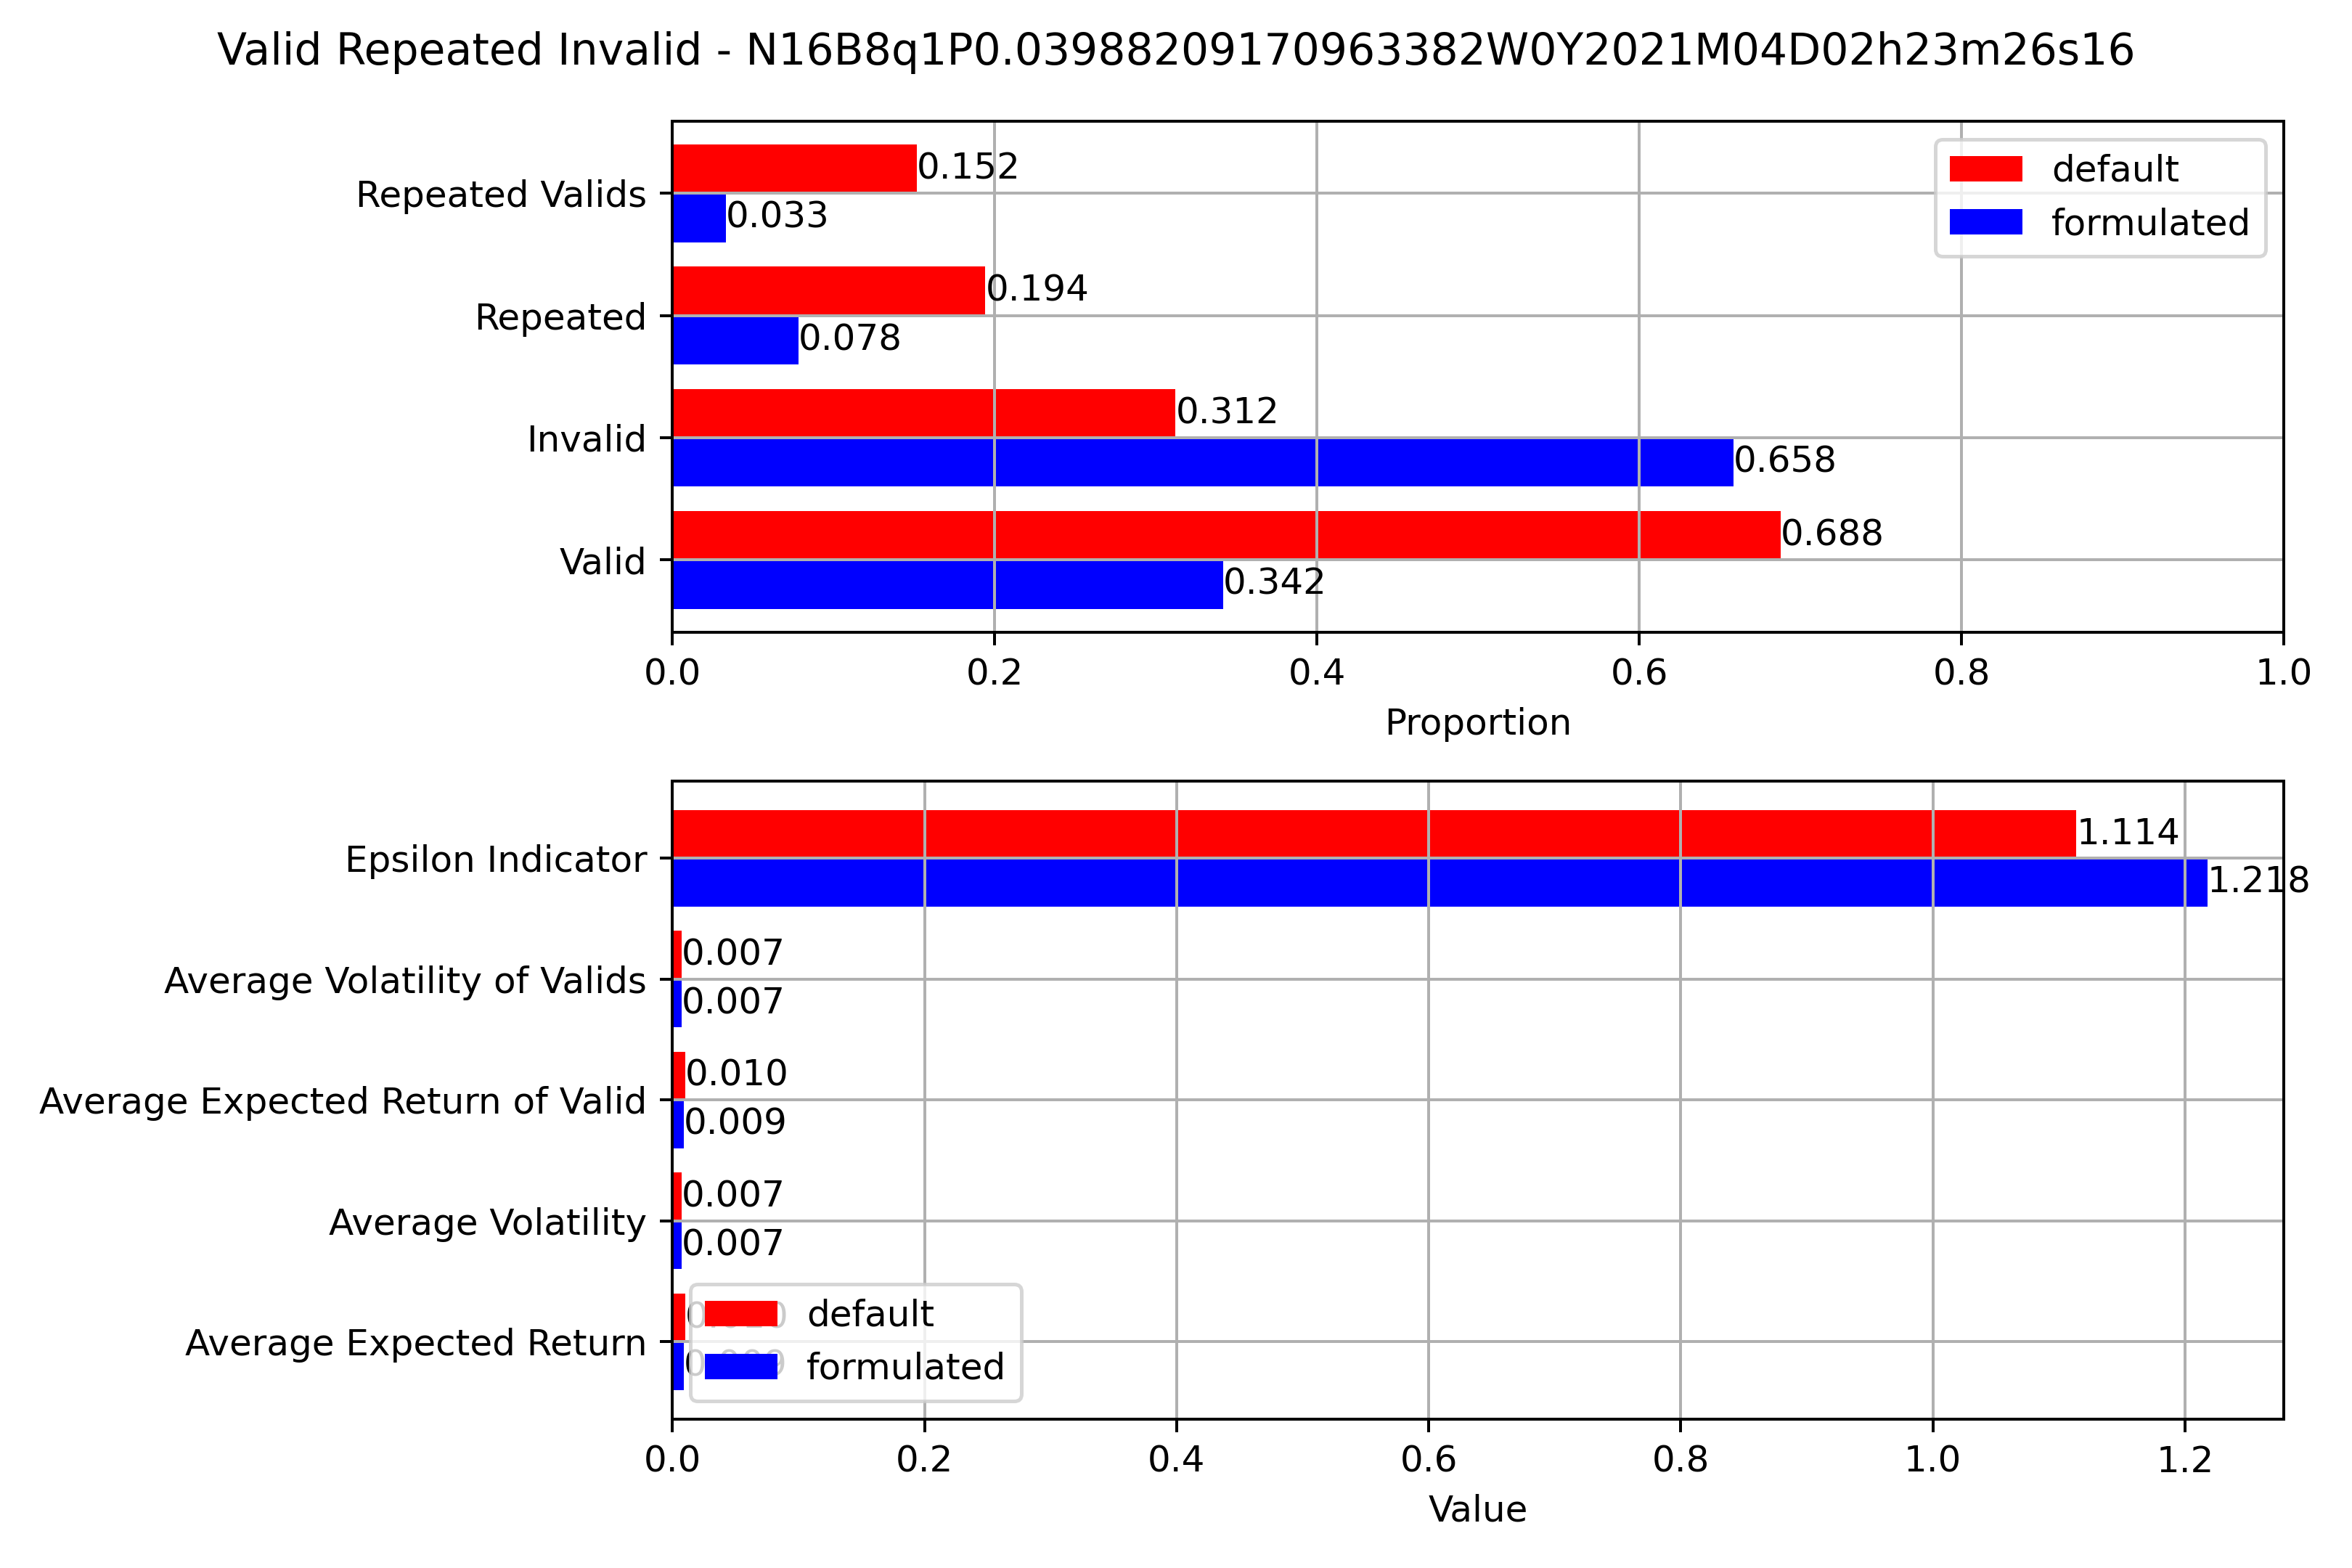 Valid Repeated Invalid - N16B8q1P0.03988209170963382W0Y2021M04D02h23m26s16
Repeated Valids
0.152
0.033
Repeated
0.194
0.078
Invalid
0.312
0.658
Valid
0.688
0.342
default
formulated
0.0 0.2 0.4 0.6 0.8 1.0
Proportion
Epsilon Indicator
1.114
1.218
Average Volatility of Valids
0.007
0.007
Average Expected Return of Valid
0.010
0.009
Average Volatility
0.007
0.007
Average Expected Return
default
formulated
0.0 0.2 0.4 0.6 0.8 1.0 1.2
Value